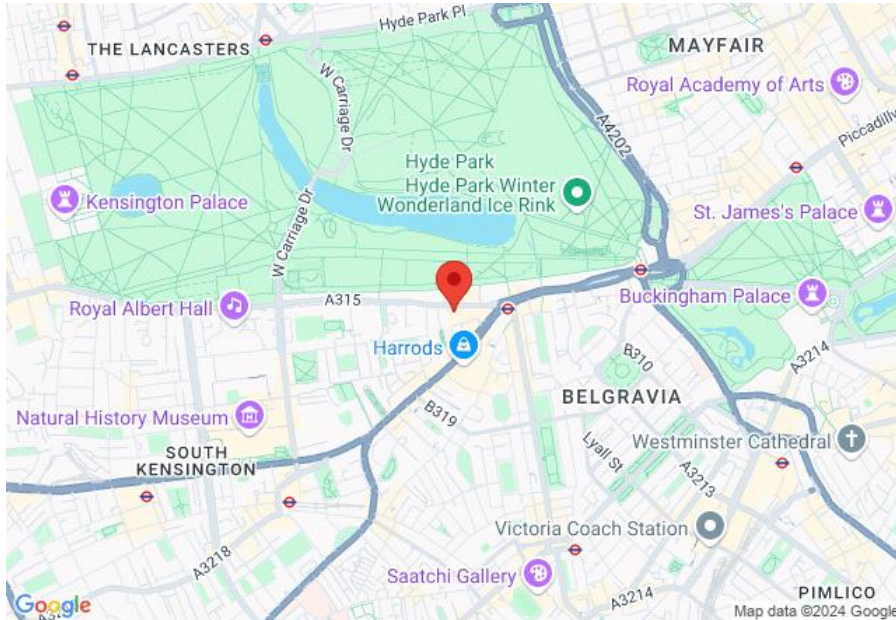 Hyde Park Pl
THE LANCASTERS
MAYFAIR
Royal Academy of Arts
W Carriage Dr
A4202
Piccadilly
Hyde Park
Hyde Park Winter
Wonderland Ice Rink
Kensington Palace
St. James's Palace
W Carriage Dr
A315
Royal Albert Hall
Buckingham Palace
Harrods
B310
A3214
BELGRAVIA
B319
Natural History Museum
Westminster Cathedral
SOUTH
KENSINGTON
Lyall St
A3213
Victoria Coach Station
A3218
Saatchi Gallery
A3214
PIMLICO
Google
Map data ©2024 Google